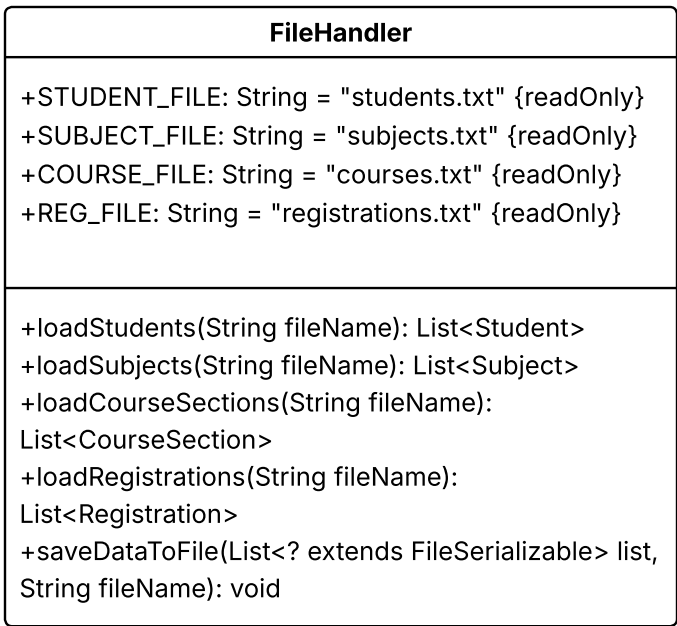 FileHandler
+STUDENT_FILE: String = "students.txt" {readOnly}
+SUBJECT_FILE: String = "subjects.txt" {readOnly}
+COURSE_FILE: String = "courses.txt" {readOnly}
+REG_FILE: String = "registrations.txt" {readOnly}
+loadStudents(String fileName): List<Student>
+loadSubjects(String fileName): List<Subject>
+loadCourseSections(String fileName):
List<CourseSection>
+loadRegistrations(String fileName):
List<Registration>
+saveDataToFile(List<? extends FileSerializable> list,
String fileName): void